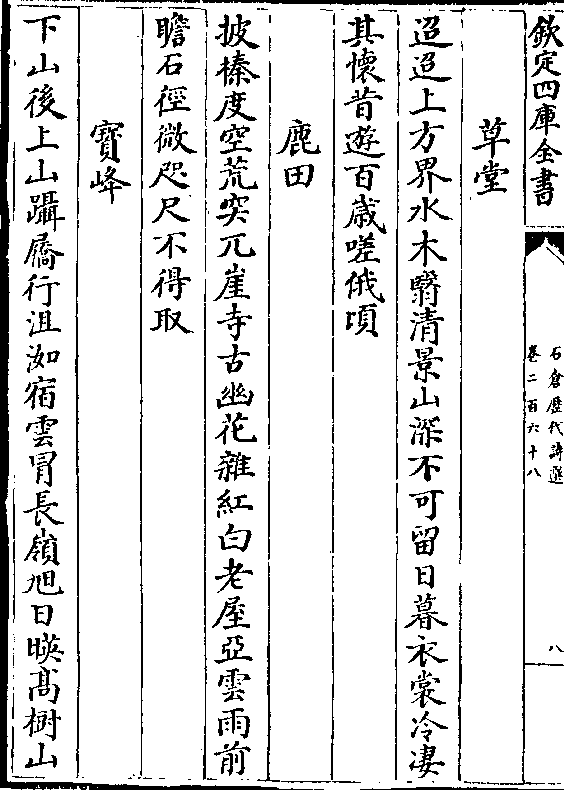 欽定四庫全書
石倉歷代詩選
卷二百六十八
八
草堂
迢迢上方界水木翳清景山深不可留日暮衣裳冷凄
其懷昔遊百歲嗟俄頃
鹿田
披榛度空荒突兀崖寺古幽花雜紅白老屋亞雲雨前
瞻石徑微咫尺不得取
寶峰
下山後上山躡屩行沮洳宿雲冒長嶺旭日暎髙樹山